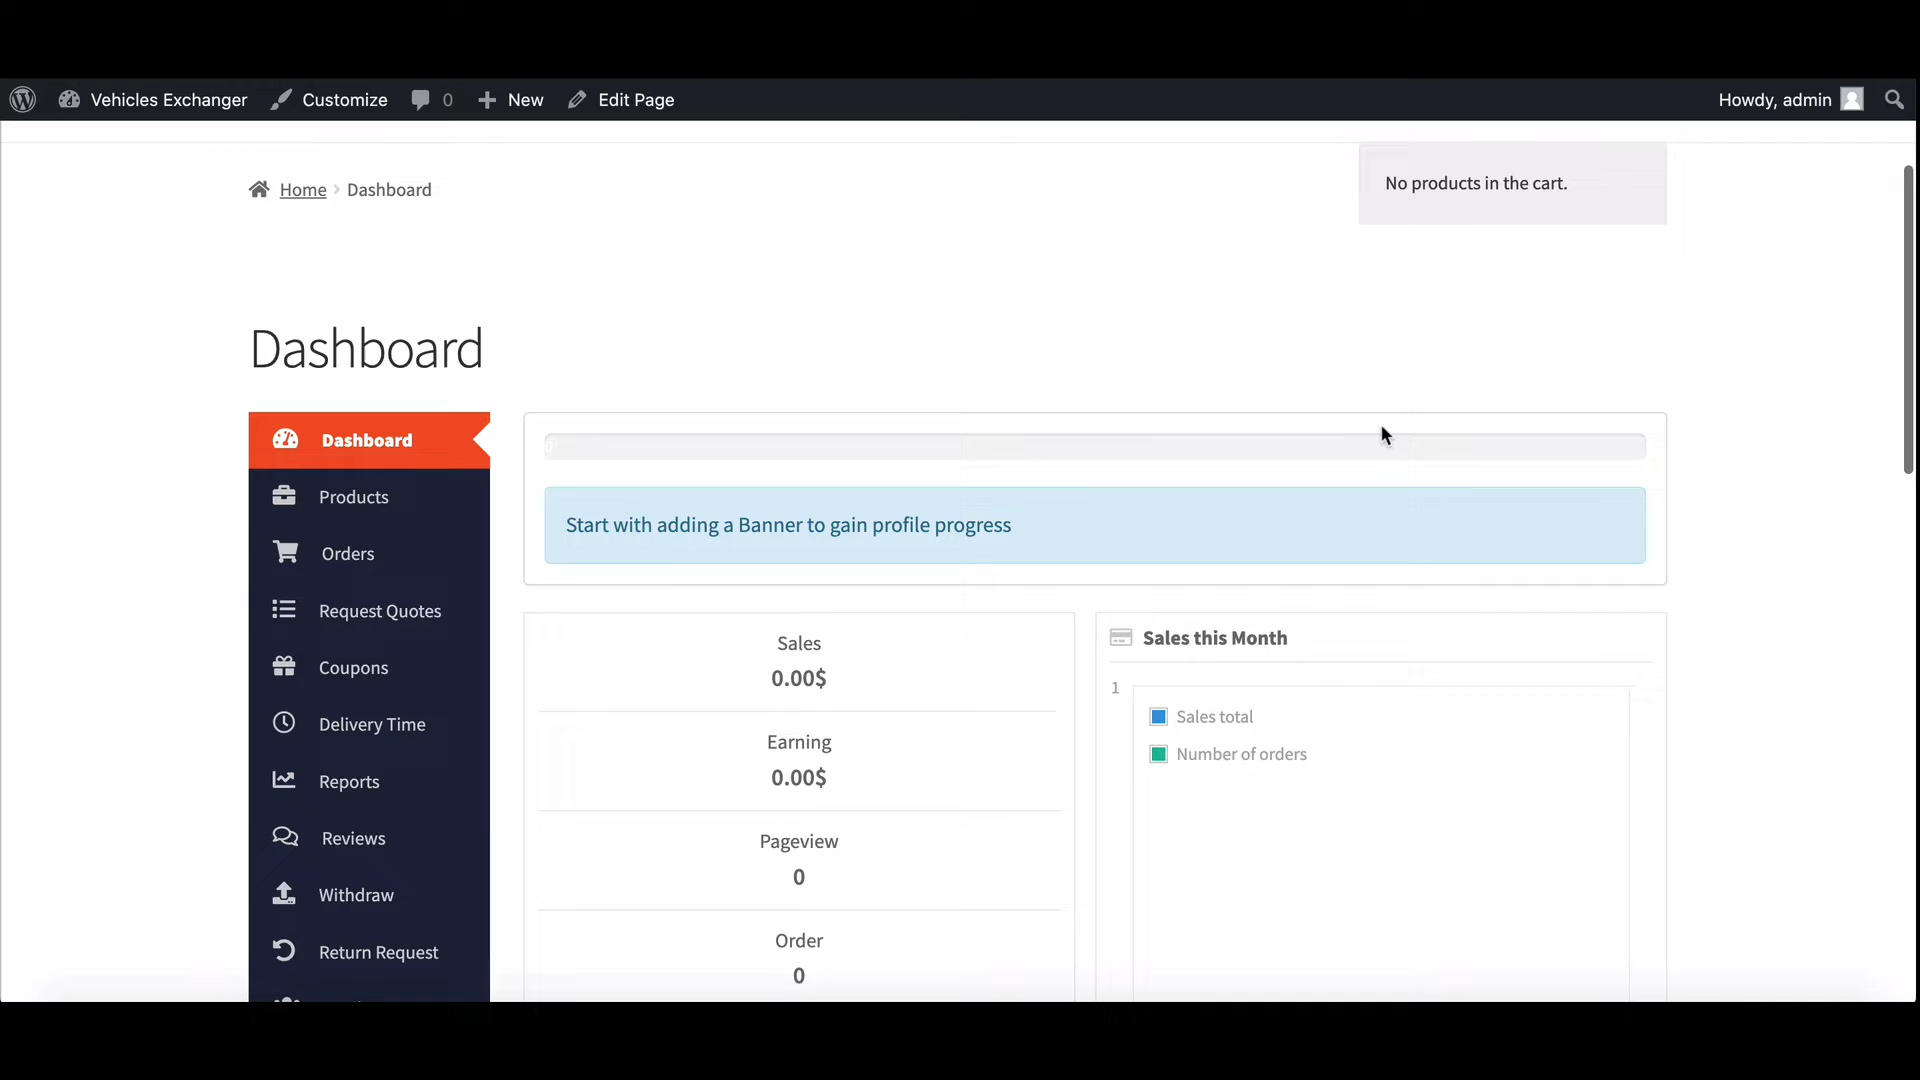 Vehicles Exchanger Customize 0 New Edit Page Howdy, admin
No products in the cart.
Home Dashboard
Dashboard
Dashboard
Products
Orders
Request Quotes
Coupons
Delivery Time
Reports
Reviews
Withdraw
Return Request
Start with adding a Banner to gain profile progress
Sales
0.00$
Earning
0.00$
Pageview
0
Order
0
Sales this Month
1
Sales total
Number of orders